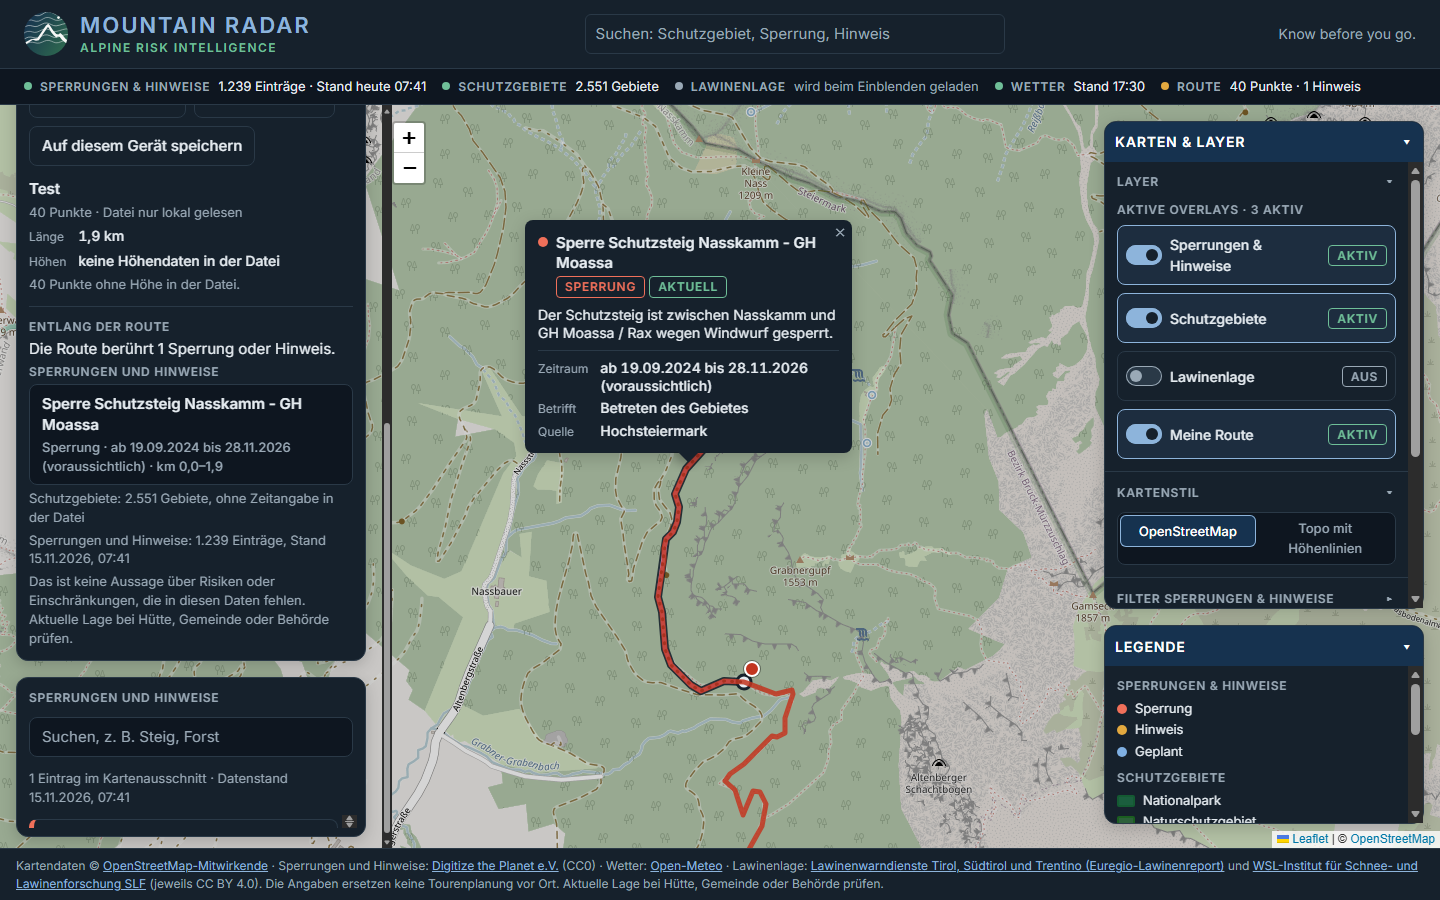 MOUNTAIN RADAR
ALPINE RISK INTELLIGENCE
Suchen: Schutzgebiet, Sperrung, Hinweis
Know before you go.
SPERRUNGEN & HINWEISE 1.239 Einträge · Stand heute 07:41
SCHUTZGEBIETE 2.551 Gebiete
LAWINENLAGE wird beim Einblenden geladen
WETTER Stand 17:30
ROUTE 40 Punkte · 1 Hinweis
Auf diesem Gerät speichern
Test
40 Punkte · Datei nur lokal gelesen
Länge 1,9 km
Höhen keine Höhendaten in der Datei
40 Punkte ohne Höhe in der Datei.
ENTLANG DER ROUTE
Die Route berührt 1 Sperrung oder Hinweis.
SPERRUNGEN UND HINWEISE
Sperre Schutzsteig Nasskamm - GH
Moassa
Sperrung · ab 19.09.2024 bis 28.11.2026
(voraussichtlich) · km 0,0–1,9
Schutzgebiete: 2.551 Gebiete, ohne Zeitangabe in
der Datei
Sperrungen und Hinweise: 1.239 Einträge, Stand
15.11.2026, 07:41
Das ist keine Aussage über Risiken oder
Einschränkungen, die in diesen Daten fehlen.
Aktuelle Lage bei Hütte, Gemeinde oder Behörde
prüfen.
SPERRUNGEN UND HINWEISE
Suchen, z. B. Steig, Forst
1 Eintrag im Kartenausschnitt · Datenstand
15.11.2026, 07:41
+
−
Kleine
Nass
1209 m
Steiermark
×
Sperre Schutzsteig Nasskamm - GH
Moassa
SPERRUNG AKTUELL
Der Schutzsteig ist zwischen Nasskamm und
GH Moassa / Rax wegen Windwurf gesperrt.
Zeitraum ab 19.09.2024 bis 28.11.2026
(voraussichtlich)
Betrifft Betreten des Gebietes
Quelle Hochsteiermark
Bezirk Bruck-Mürzzuschlag
Grabnergupf
1553 m
Nassbauer
Altenbergstraße
Grabner-Grabenbach
Altenberger
Schachtbogen
1857 m
KARTEN & LAYER
LAYER
AKTIVE OVERLAYS · 3 AKTIV
Sperrungen &
Hinweise
AKTIV
Schutzgebiete AKTIV
Lawinenlage AUS
Meine Route AKTIV
KARTENSTIL
OpenStreetMap
Topo mit
Höhenlinien
FILTER SPERRUNGEN & HINWEISE
LEGENDE
SPERRUNGEN & HINWEISE
Sperrung
Hinweis
Geplant
SCHUTZGEBIETE
Nationalpark
Naturschutzgebiet
Leaflet | © OpenStreetMap
Kartendaten © OpenStreetMap-Mitwirkende · Sperrungen und Hinweise: Digitize the Planet e.V. (CC0) · Wetter: Open-Meteo · Lawinenlage: Lawinenwarndienste Tirol, Südtirol und Trentino (Euregio-Lawinenreport) und WSL-Institut für Schnee- und
Lawinenforschung SLF (jeweils CC BY 4.0). Die Angaben ersetzen keine Tourenplanung vor Ort. Aktuelle Lage bei Hütte, Gemeinde oder Behörde prüfen.